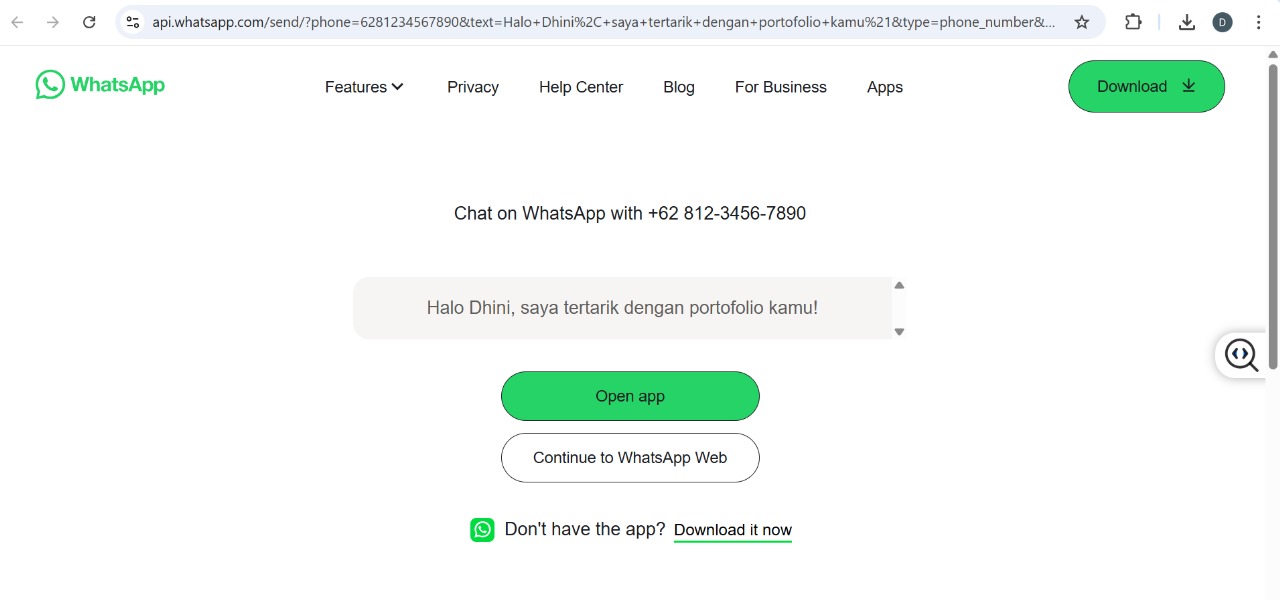 api.whatsapp.com/send/?phone=6281234567890&text=Halo+Dhini%2C+saya+tertarik+dengan+portofolio+kamu%21&type=phone_number&...
D
WhatsApp
Features
Privacy
Help Center
Blog
For Business
Apps
Download
Chat on WhatsApp with +62 812-3456-7890
Halo Dhini, saya tertarik dengan portofolio kamu!
Open app
Continue to WhatsApp Web
Don't have the app? Download it now